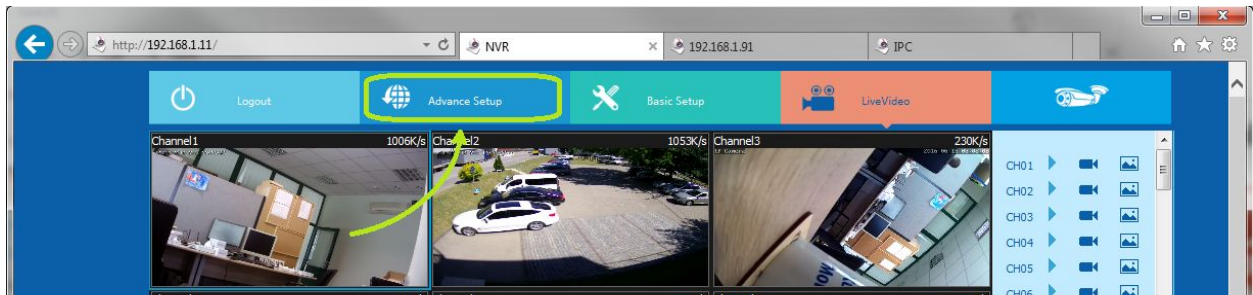 http://192.168.1.11/
NVR
192.168.1.91
IPC
Logout
Advance Setup
Basic Setup
LiveVideo
Channel1 1006K/s
Channel2 1053K/s
Channel3 230K/s
CH01
CH02
CH03
CH04
CH05
CH06